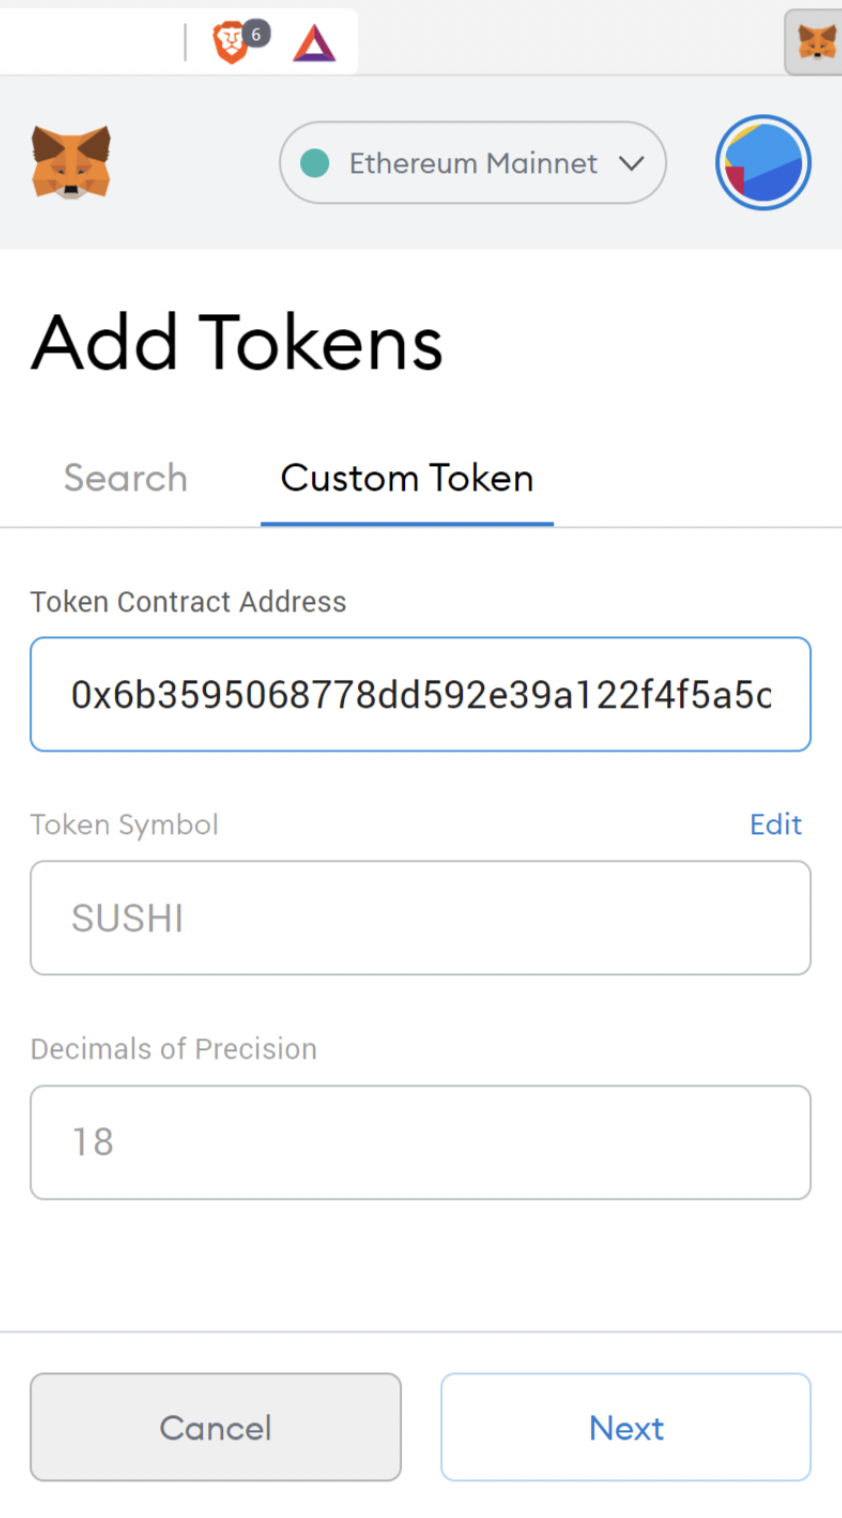 6
Ethereum Mainnet
Add Tokens
Search Custom Token
Token Contract Address
0x6b3595068778dd592e39a122f4f5a5c
Token Symbol Edit
SUSHI
Decimals of Precision
18
Cancel Next